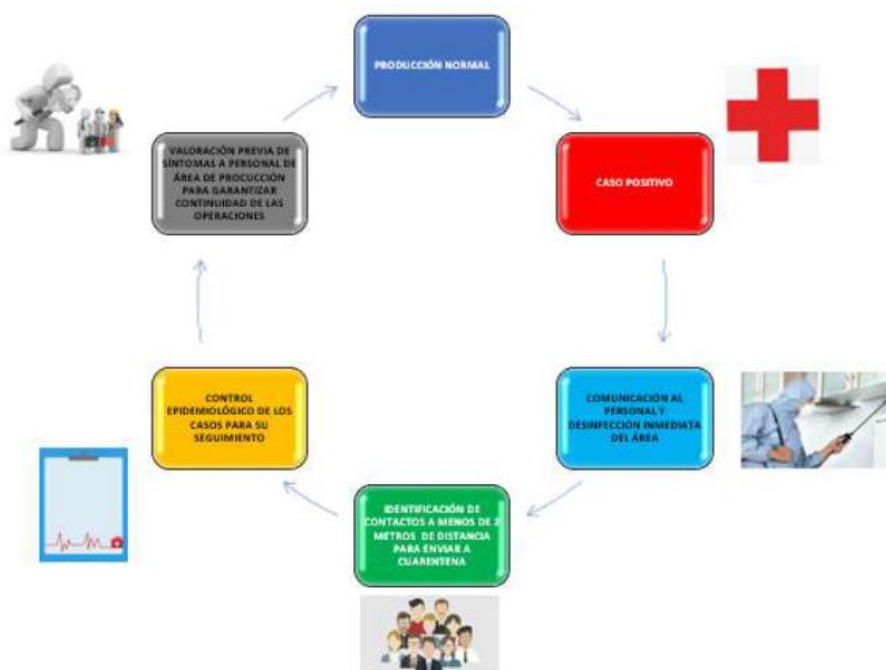 PRODUCCIÓN NORMAL
CASO POSITIVO
COMUNICACIÓN AL
PERSONAL Y
DESINFECCIÓN INMEDIATA
DEL ÁREA
IDENTIFICACIÓN DE
CONTACTOS A MENOS DE 2
METROS DE DISTANCIA
PARA ENVIAR A
CUARENTENA
CONTROL
EPIDEMIOLÓGICO DE LOS
CASOS PARA SU
SEGUIMIENTO
VALORACIÓN PREVIA DE
SÍNTOMAS A PERSONAL DE
ÁREA DE PROCUCCIÓN
PARA GARANTIZAR
CONTINUIDAD DE LAS
OPERACIONES